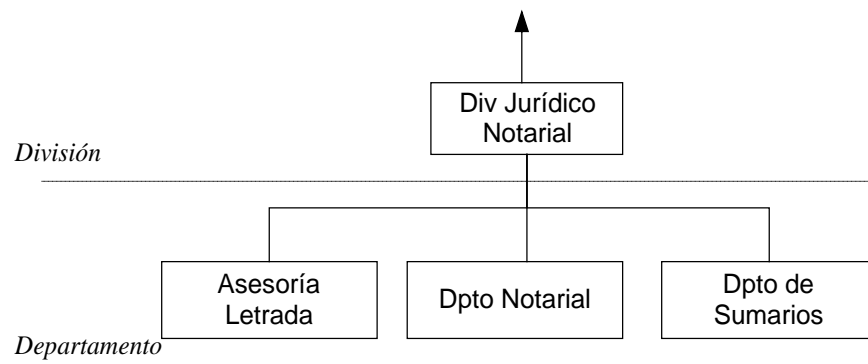 Div Jurídico
Notarial
División
Asesoría
Letrada
Dpto Notarial
Dpto de
Sumarios
Departamento